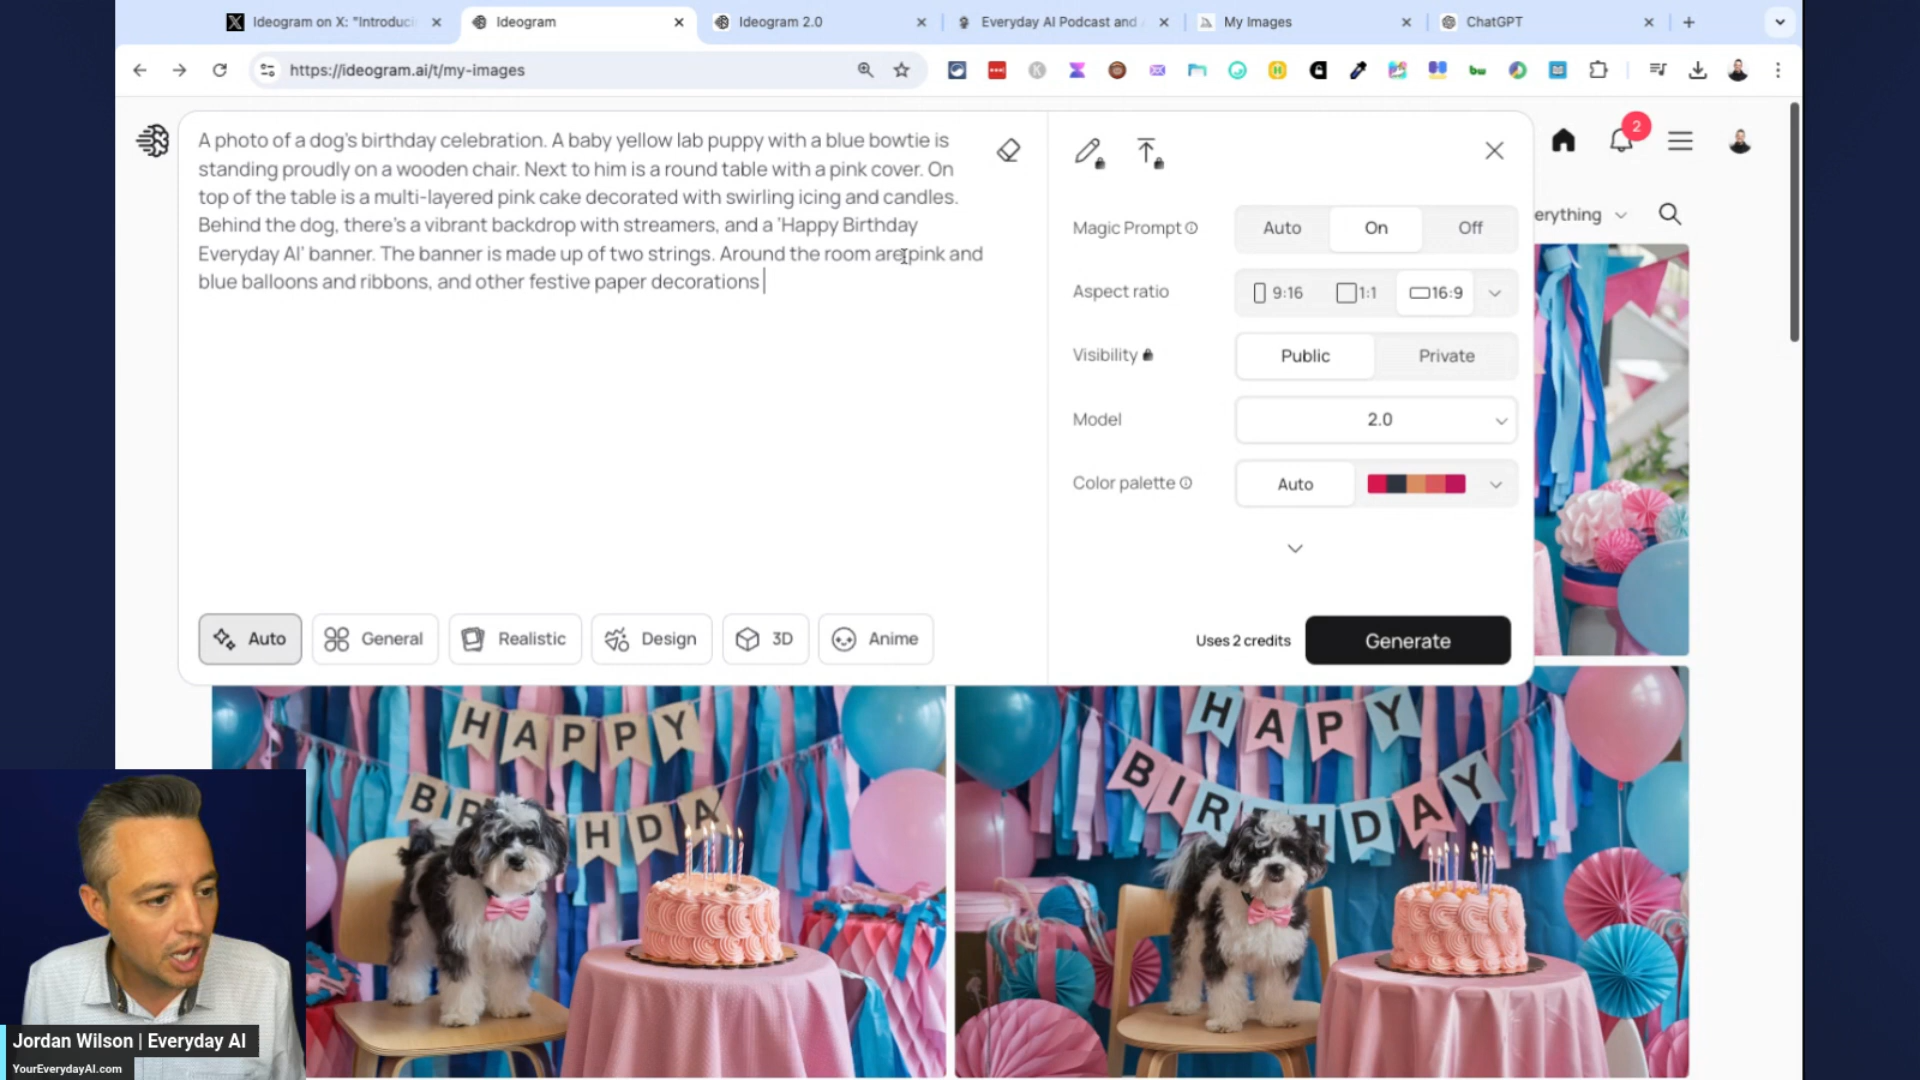 Ideogram on X: "Introduci
Ideogram
Ideogram 2.0
Everyday AI Podcast and
My Images
ChatGPT
https://ideogram.ai/t/my-images
A photo of a dog's birthday celebration. A baby yellow lab puppy with a blue bowtie is
standing proudly on a wooden chair. Next to him is a round table with a pink cover. On
top of the table is a multi-layered pink cake decorated with swirling icing and candles.
Behind the dog, there's a vibrant backdrop with streamers, and a 'Happy Birthday
Everyday AI' banner. The banner is made up of two strings. Around the room are pink and
blue balloons and ribbons, and other festive paper decorations
2
erything
Magic Prompt
Auto
On
Off
Aspect ratio
9:16
1:1
16:9
Visibility
Public
Private
Model
2.0
Color palette
Auto
Auto
General
Realistic
Design
3D
Anime
Uses 2 credits
Generate
HAPPY
BR HDA
HAPY
BIR HDAY
Jordan Wilson | Everyday AI
YourEverydayAI.com